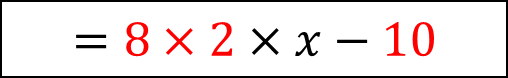 = 8 × 2 × x − 10